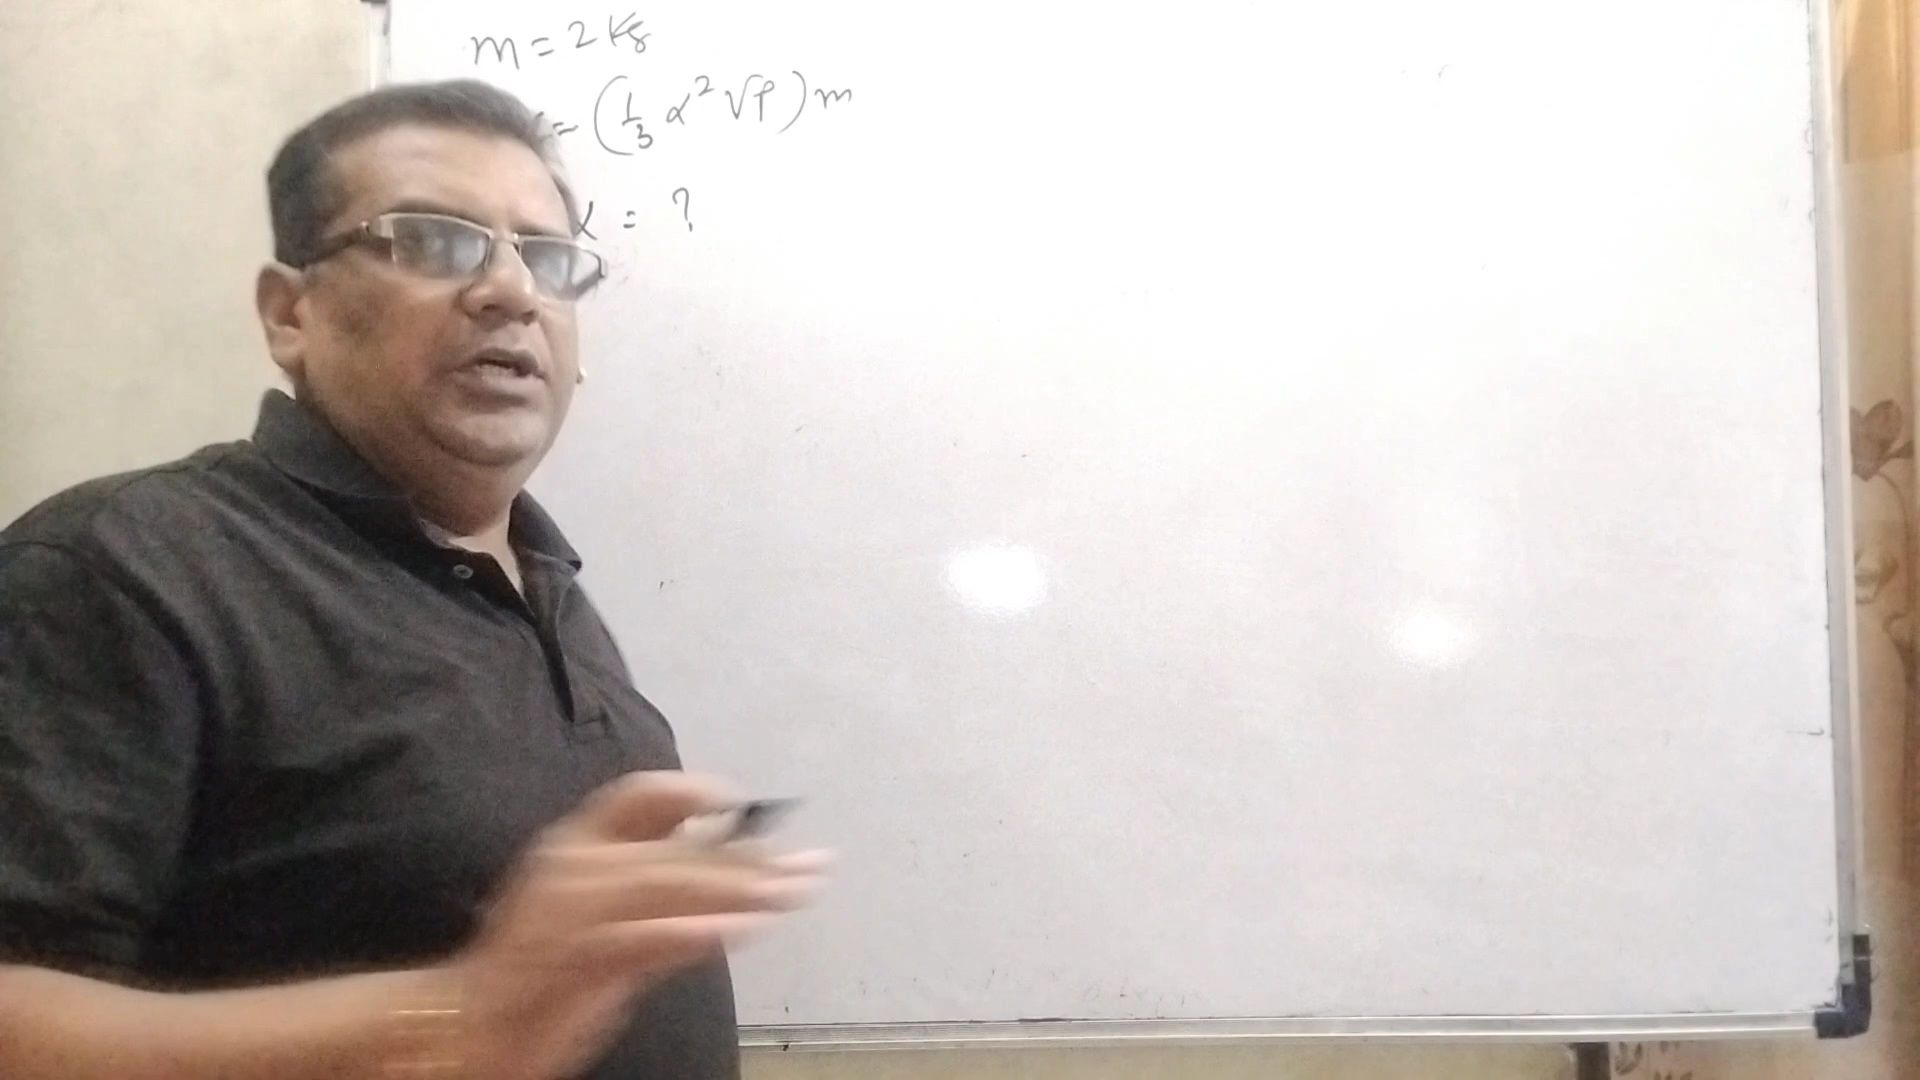 m = 2 kg
= (1/3 α² √P) m
α = ?